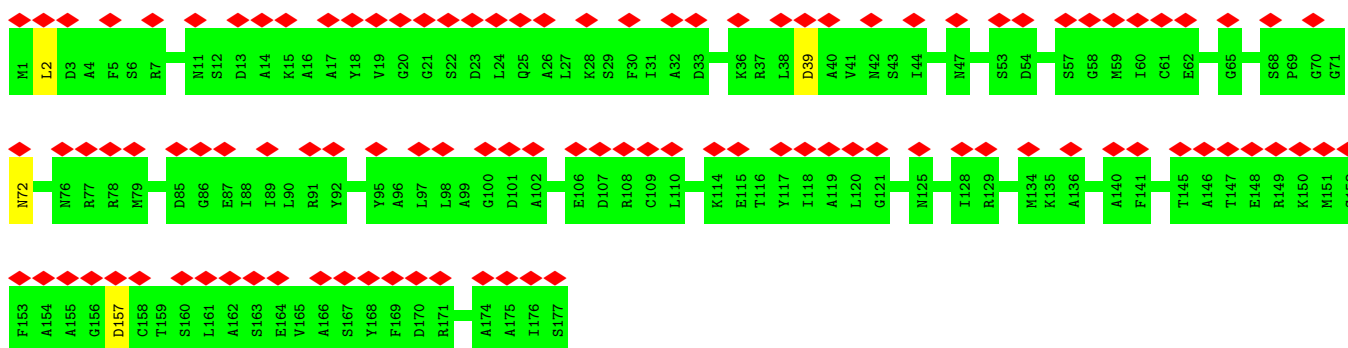 M1 L2 D3 A4 F5 S6 R7 N11 S12 D13 A14 K15 A16 A17 Y18 V19 G20 G21 S22 D23 L24 Q25 A26 L27 K28 S29 F30 I31 A32 D33 K36 R37 L38 D39 A40 V41 N42 S43 I44 N47 S53 D54 S57 G58 M59 I60 C61 E62 G65 S68 P69 G70 G71
N72 N76 R77 R78 M79 D85 G86 E87 I88 I89 L90 R91 Y92 Y95 A96 L97 L98 A99 G100 D101 A102 E106 D107 R108 C109 L110 K114 E115 T116 Y117 I118 A119 L120 G121 N125 I128 R129 M134 K135 A136 A140 F141 T145 A146 T147 E148 R149 K150 M151
F153 A154 A155 G156 D157 C158 T159 S160 L161 A162 S163 E164 V165 A166 S167 Y168 F169 D170 R171 A174 A175 I176 S177